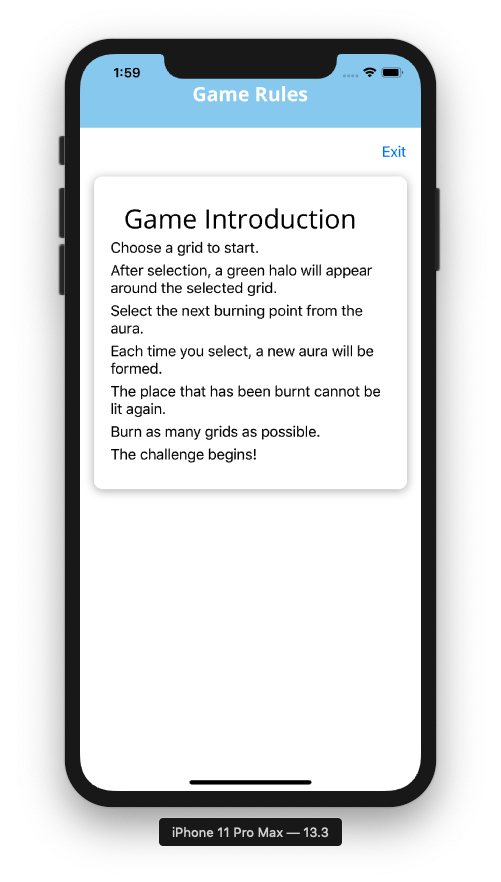 1:59
Game Rules
Exit
Game Introduction
Choose a grid to start.
After selection, a green halo will appear
around the selected grid.
Select the next burning point from the
aura.
Each time you select, a new aura will be
formed.
The place that has been burnt cannot be
lit again.
Burn as many grids as possible.
The challenge begins!
iPhone 11 Pro Max — 13.3